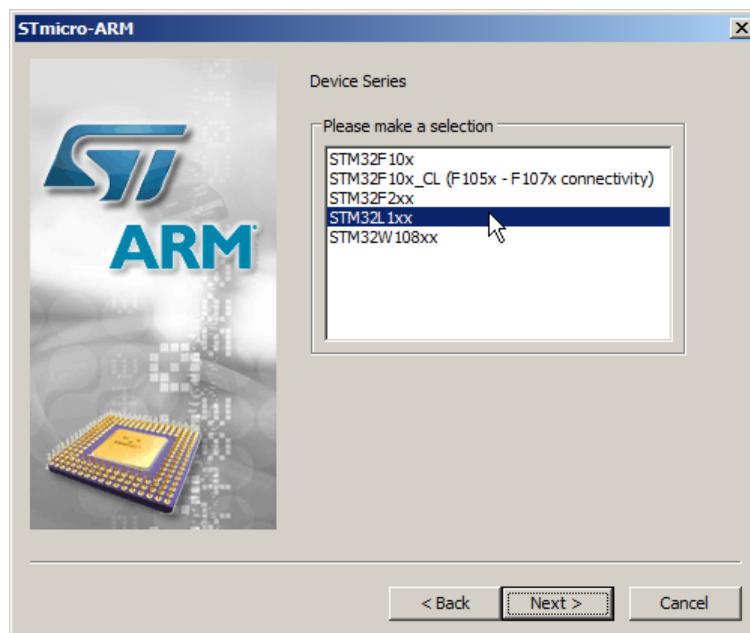 STmicro-ARM
Device Series
Please make a selection
STM32F10x
STM32F10x_CL (F105x - F107x connectivity)
STM32F2xx
STM32L1xx
STM32W108xx
ST
ARM
< Back
Next >
Cancel